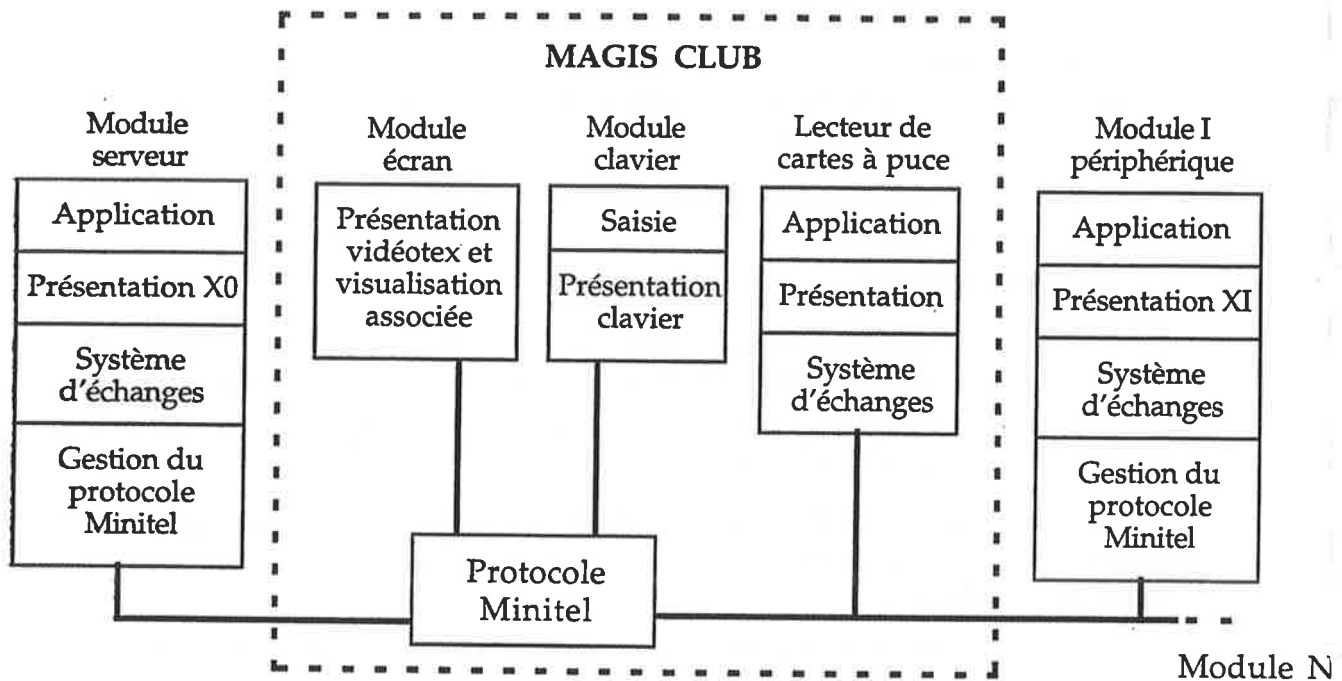 MAGIS CLUB
Module
serveur
Application
Présentation X0
Système
d'échanges
Gestion du
protocole
Minitel
Module
écran
Présentation
vidéotex et
visualisation
associée
Module
clavier
Saisie
Présentation
clavier
Lecteur de
cartes à puce
Application
Présentation
Système
d'échanges
Module I
périphérique
Application
Présentation XI
Système
d'échanges
Gestion du
protocole
Minitel
Protocole
Minitel
Module N